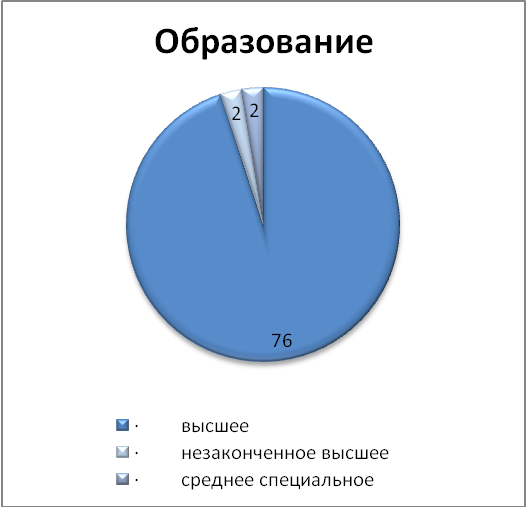 Образование
2 2
76
· высшее
· незаконченное высшее
· среднее специальное